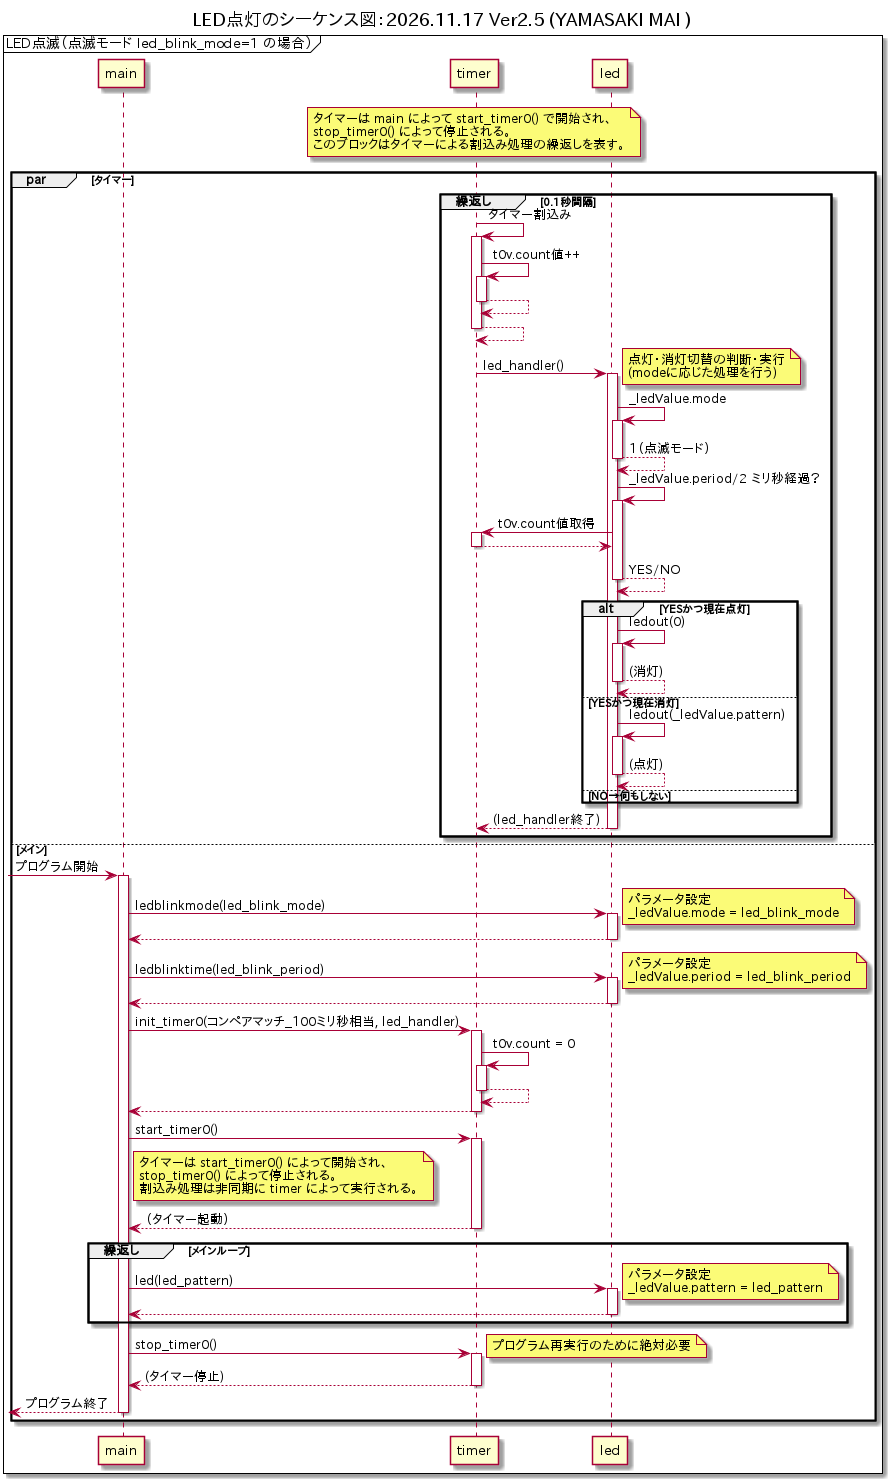 LED点灯のシーケンス図：2026.11.17 Ver2.5 (YAMASAKI MAI )
LED点滅（点滅モード led_blink_mode=1 の場合）
main
timer
led
タイマーは main によって start_timer0() で開始され、
stop_timer0() によって停止される。
このブロックはタイマーによる割込み処理の繰返しを表す。
par
[タイマー]
繰返し
[0.1秒間隔]
タイマー割込み
t0v.count値++
led_handler()
点灯・消灯切替の判断・実行
(modeに応じた処理を行う)
_ledValue.mode
1（点滅モード）
_ledValue.period/2 ミリ秒経過？
t0v.count値取得
YES/NO
alt
[YESかつ現在点灯]
ledout(0)
(消灯)
[YESかつ現在消灯]
ledout(_ledValue.pattern)
(点灯)
[NO→何もしない]
(led_handler終了)
[メイン]
プログラム開始
ledblinkmode(led_blink_mode)
パラメータ設定
_ledValue.mode = led_blink_mode
ledblinktime(led_blink_period)
パラメータ設定
_ledValue.period = led_blink_period
init_timer0(コンペアマッチ_100ミリ秒相当, led_handler)
t0v.count = 0
start_timer0()
タイマーは start_timer0() によって開始され、
stop_timer0() によって停止される。
割込み処理は非同期に timer によって実行される。
（タイマー起動）
繰返し
[メインループ]
led(led_pattern)
パラメータ設定
_ledValue.pattern = led_pattern
stop_timer0()
プログラム再実行のために絶対必要
(タイマー停止)
プログラム終了
main
timer
led